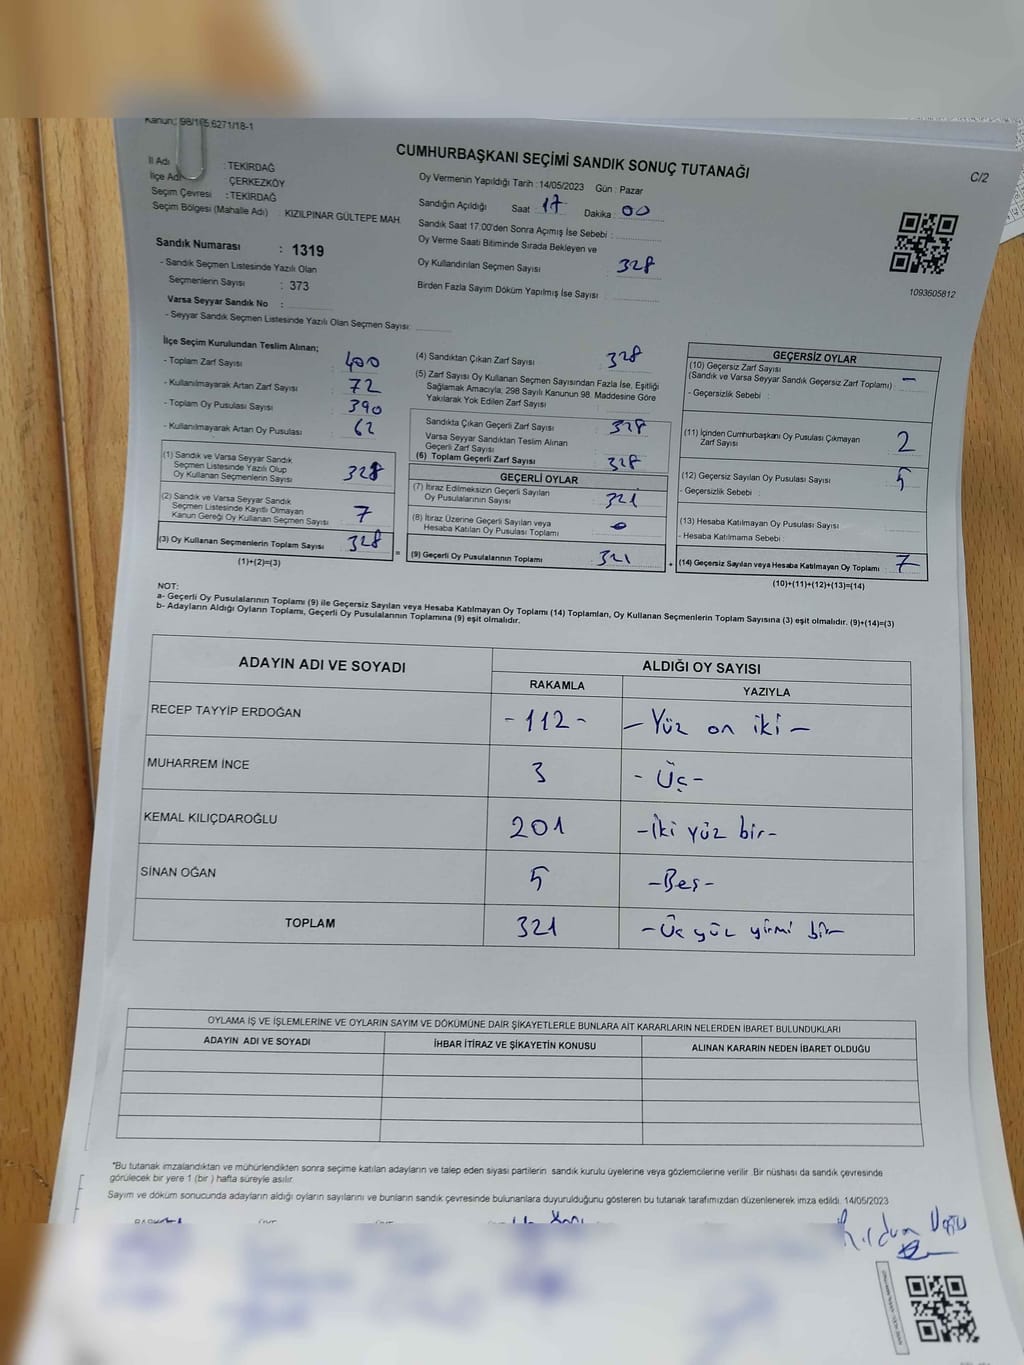 Kanun: 98/165.6271/18-1
CUMHURBAŞKANI SEÇİMİ SANDIK SONUÇ TUTANAĞI
C/2
İl Adı : TEKİRDAĞ
İlçe Adı : ÇERKEZKÖY
Seçim Çevresi : TEKİRDAĞ
Seçim Bölgesi (Mahalle Adı) KIZILPINAR GÜLTEPE MAH.
Sandık Numarası : 1319
- Sandık Seçmen Listesinde Yazılı Olan
Seçmenlerin Sayısı : 373
Varsa Seyyar Sandık No :
- Seyyar Sandık Seçmen Listesinde Yazılı Olan Seçmen Sayısı:
Oy Vermenin Yapıldığı Tarih : 14/05/2023 Gün : Pazar
Sandığın Açıldığı Saat 17 Dakika 00
Sandık Saat 17:00'den Sonra Açımış İse Sebebi :
Oy Verme Saati Bitiminde Sırada Bekleyen ve
Oy Kullandırılan Seçmen Sayısı 328
Birden Fazla Sayım Döküm Yapılmış İse Sayısı :
1093605812
İlçe Seçim Kurulundan Teslim Alınan;
- Toplam Zarf Sayısı 400
- Kullanılmayarak Artan Zarf Sayısı 72
- Toplam Oy Pusulası Sayısı 390
- Kullanılmayarak Artan Oy Pusulası 62
(1) Sandık ve Varsa Seyyar Sandık
Seçmen Listesinde Yazılı Olup
Oy Kullanan Seçmenlerin Sayısı 328
(2) Sandık ve Varsa Seyyar Sandık
Seçmen Listesinde Kayıtlı Olmayan
Kanun Gereği Oy Kullanan Seçmen Sayısı 7
(3) Oy Kullanan Seçmenlerin Toplam Sayısı 328
(1)+(2)=(3)
(4) Sandıktan Çıkan Zarf Sayısı 328
(5) Zarf Sayısı Oy Kullanan Seçmen Sayısından Fazla İse, Eşitliği
Sağlamak Amacıyla; 298 Sayılı Kanunun 98. Maddesine Göre
Yakılarak Yok Edilen Zarf Sayısı
Sandıkta Çıkan Geçerli Zarf Sayısı 328
Varsa Seyyar Sandıktan Teslim Alınan
Geçerli Zarf Sayısı
(6) Toplam Geçerli Zarf Sayısı 328
GEÇERLİ OYLAR
(7) İtiraz Edilmeksizin Geçerli Sayılan
Oy Pusulalarının Sayısı 321
(8) İtiraz Üzerine Geçerli Sayılan veya
Hesaba Katılan Oy Pusulası Toplamı 0
= (9) Geçerli Oy Pusulalarının Toplamı 321 +
GEÇERSİZ OYLAR
(10) Geçersiz Zarf Sayısı
(Sandık ve Varsa Seyyar Sandık Geçersiz Zarf Toplamı) -
- Geçersizlik Sebebi :
(11) İçinden Cumhurbaşkanı Oy Pusulası Çıkmayan
Zarf Sayısı 2
(12) Geçersiz Sayılan Oy Pusulası Sayısı 5
- Geçersizlik Sebebi :
(13) Hesaba Katılmayan Oy Pusulası Sayısı
- Hesaba Katılmama Sebebi :
(14) Geçersiz Sayılan veya Hesaba Katılmayan Oy Toplamı 7
(10)+(11)+(12)+(13)=(14)
NOT:
a- Geçerli Oy Pusulalarının Toplamı (9) ile Geçersiz Sayılan veya Hesaba Katılmayan Oy Toplamı (14) Toplamları, Oy Kullanan Seçmenlerin Toplam Sayısına (3) eşit olmalıdır. (9)+(14)=(3)
b- Adayların Aldığı Oyların Toplamı, Geçerli Oy Pusulalarının Toplamına (9) eşit olmalıdır.
ADAYIN ADI VE SOYADI ALDIĞI OY SAYISI
RAKAMLA YAZIYLA
RECEP TAYYİP ERDOĞAN -112- -Yüz on iki-
MUHARREM İNCE 3 -Üç-
KEMAL KILIÇDAROĞLU 201 -İki yüz bir-
SİNAN OĞAN 5 -Beş-
TOPLAM 321 -Üç yüz yirmi bir-
OYLAMA İŞ VE İŞLEMLERİNE VE OYLARIN SAYIM VE DÖKÜMÜNE DAİR ŞİKAYETLERLE BUNLARA AİT KARARLARIN NELERDEN İBARET BULUNDUKLARI
ADAYIN ADI VE SOYADI İHBAR İTİRAZ VE ŞİKAYETİN KONUSU ALINAN KARARIN NEDEN İBARET OLDUĞU
"Bu tutanak imzalandıktan ve mühürlendikten sonra seçime katılan adayların ve talep eden siyası partilerin sandık kurulu üyelerine veya gözlemcilerine verilir. Bir nüshası da sandık çevresinde
görülecek bir yere 1 (bir ) hafta süreyle asılır.
Sayım ve döküm sonucunda adayların aldığı oyların sayılarını ve bunların sandık çevresinde bulunanlara duyurulduğunu gösteren bu tutanak tarafımızdan düzenlenerek imza edildi. 14/05/2023